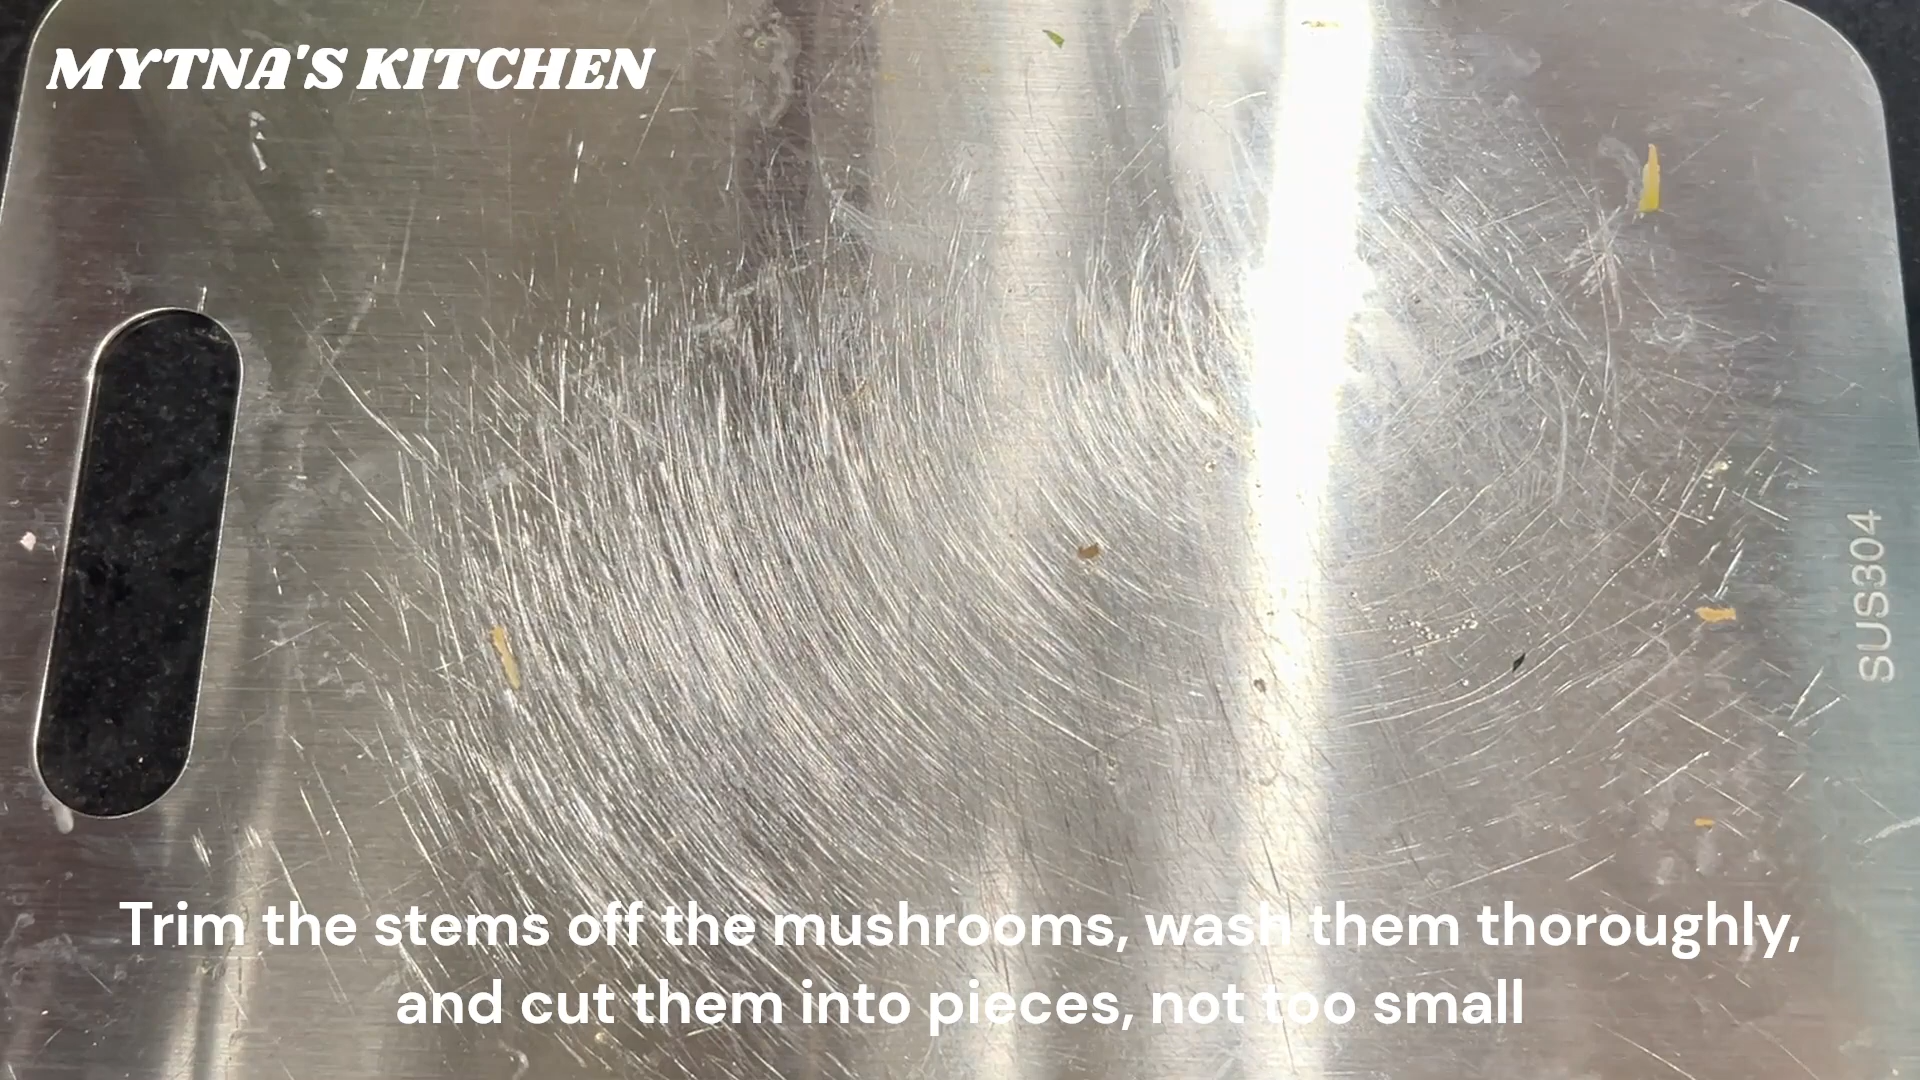 MYTNA'S KITCHEN
SUS304
Trim the stems off the mushrooms, wash them thoroughly,
and cut them into pieces, not too small